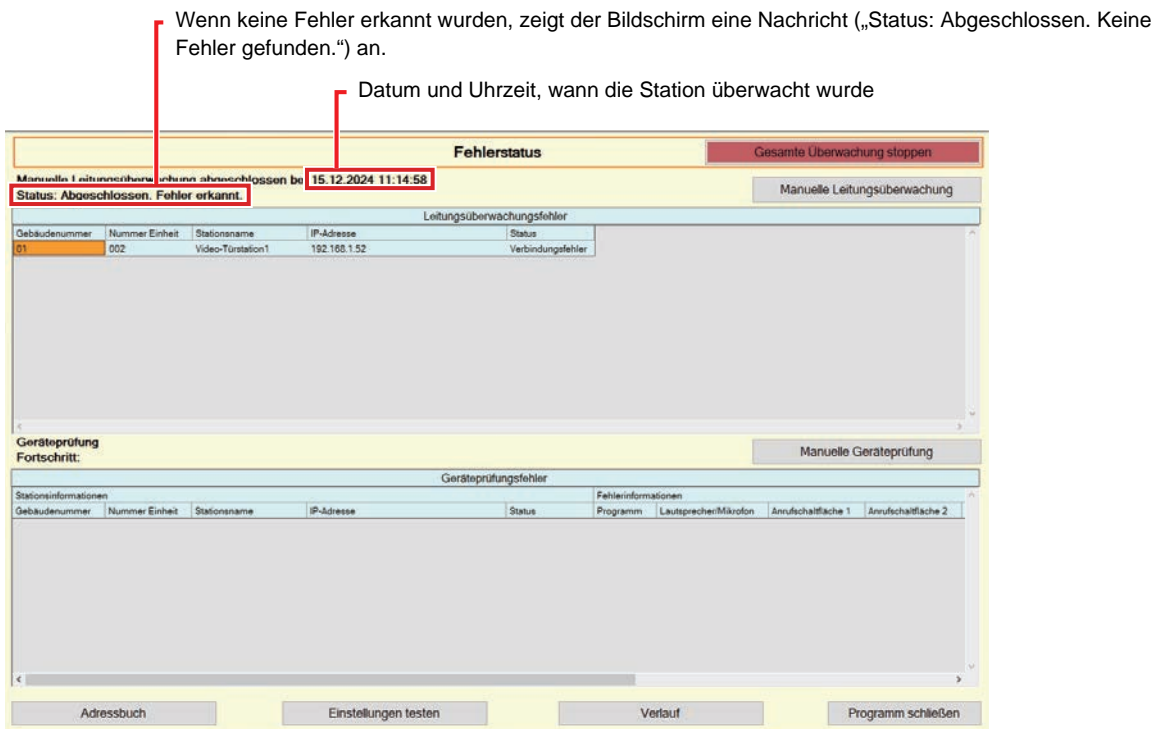 Wenn keine Fehler erkannt wurden, zeigt der Bildschirm eine Nachricht („Status: Abgeschlossen. Keine
Fehler gefunden.“) an.
Datum und Uhrzeit, wann die Station überwacht wurde
Fehlerstatus
Gesamte Überwachung stoppen
Manuelle Leitungsüberwachung abgeschlossen be 15.12.2024 11:14:58
Status: Abgeschlossen. Fehler erkannt.
Manuelle Leitungsüberwachung
Leitungsüberwachungsfehler
Gebäudenummer Nummer Einheit Stationsname IP-Adresse Status
01 002 Video-Türstation1 192.168.1.52 Verbindungsfehler
Geräteprüfung
Fortschritt:
Manuelle Geräteprüfung
Geräteprüfungsfehler
Stationsinformationen Fehlerinformationen
Gebäudenummer Nummer Einheit Stationsname IP-Adresse Status Programm Lautsprecher/Mikrofon Anrufschaltfläche 1 Anrufschaltfläche 2
Adressbuch Einstellungen testen Verlauf Programm schließen